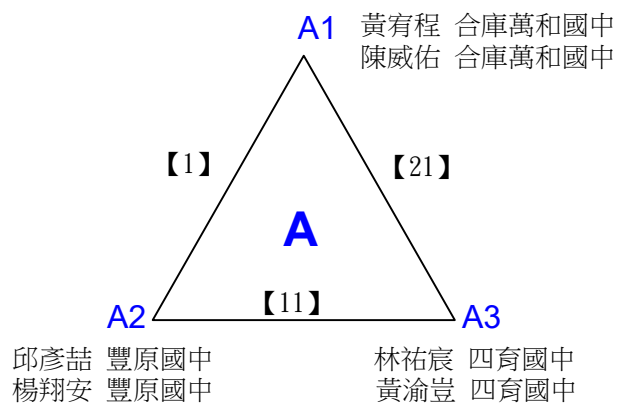 A1 黃宥程 合庫萬和國中
陳威佑 合庫萬和國中
【1】 【21】
A
【11】
A2 A3
邱彥喆 豐原國中 林祐宸 四育國中
楊翔安 豐原國中 黃渝豈 四育國中